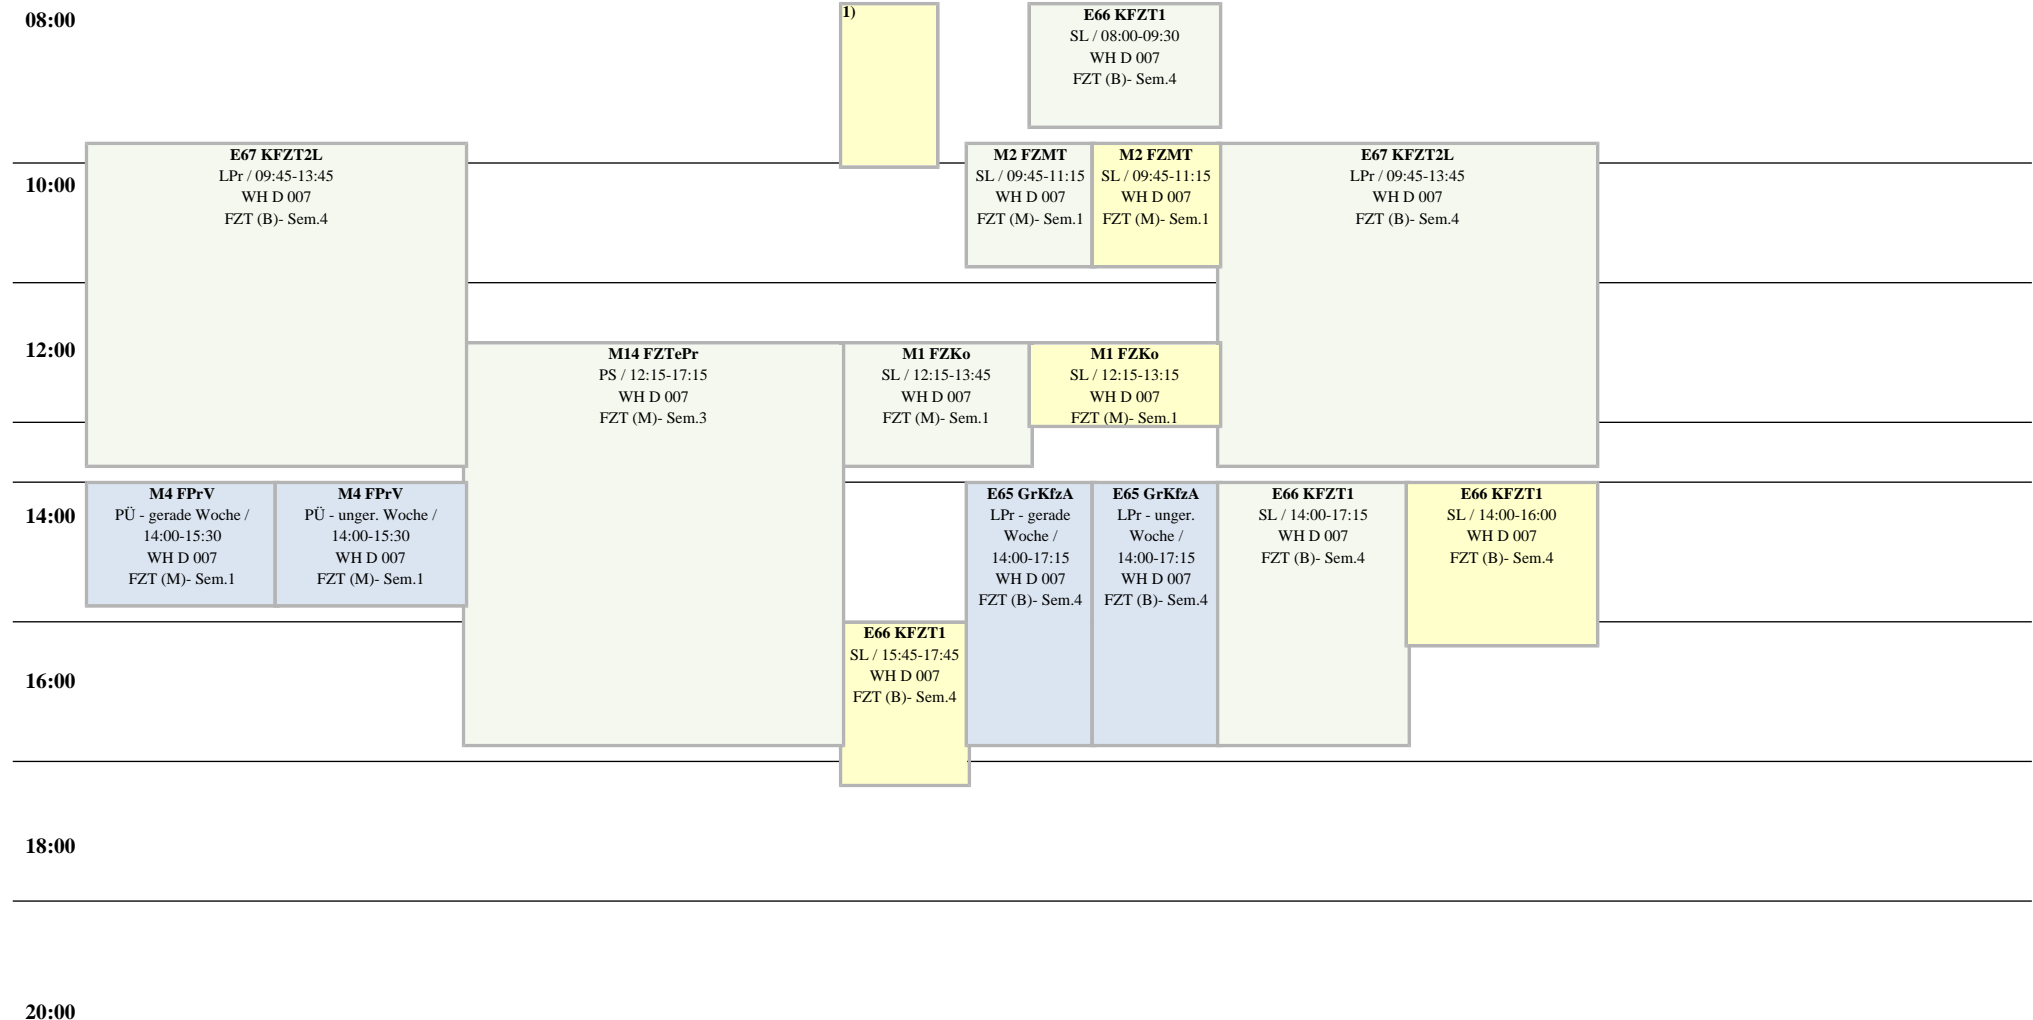 08:00
1)
E66 KFZT1
SL / 08:00-09:30
WH D 007
FZT (B)- Sem.4
E67 KFZT2L
LPr / 09:45-13:45
WH D 007
FZT (B)- Sem.4
M2 FZMT
SL / 09:45-11:15
WH D 007
FZT (M)- Sem.1
M2 FZMT
SL / 09:45-11:15
WH D 007
FZT (M)- Sem.1
E67 KFZT2L
LPr / 09:45-13:45
WH D 007
FZT (B)- Sem.4
10:00
12:00
M14 FZTePr
PS / 12:15-17:15
WH D 007
FZT (M)- Sem.3
M1 FZKo
SL / 12:15-13:45
WH D 007
FZT (M)- Sem.1
M1 FZKo
SL / 12:15-13:15
WH D 007
FZT (M)- Sem.1
14:00
M4 FPrV
PÜ - gerade Woche /
14:00-15:30
WH D 007
FZT (M)- Sem.1
M4 FPrV
PÜ - unger. Woche /
14:00-15:30
WH D 007
FZT (M)- Sem.1
E65 GrKfzA
LPr - gerade
Woche /
14:00-17:15
WH D 007
FZT (B)- Sem.4
E65 GrKfzA
LPr - unger.
Woche /
14:00-17:15
WH D 007
FZT (B)- Sem.4
E66 KFZT1
SL / 14:00-17:15
WH D 007
FZT (B)- Sem.4
E66 KFZT1
SL / 14:00-16:00
WH D 007
FZT (B)- Sem.4
E66 KFZT1
SL / 15:45-17:45
WH D 007
FZT (B)- Sem.4
16:00
18:00
20:00